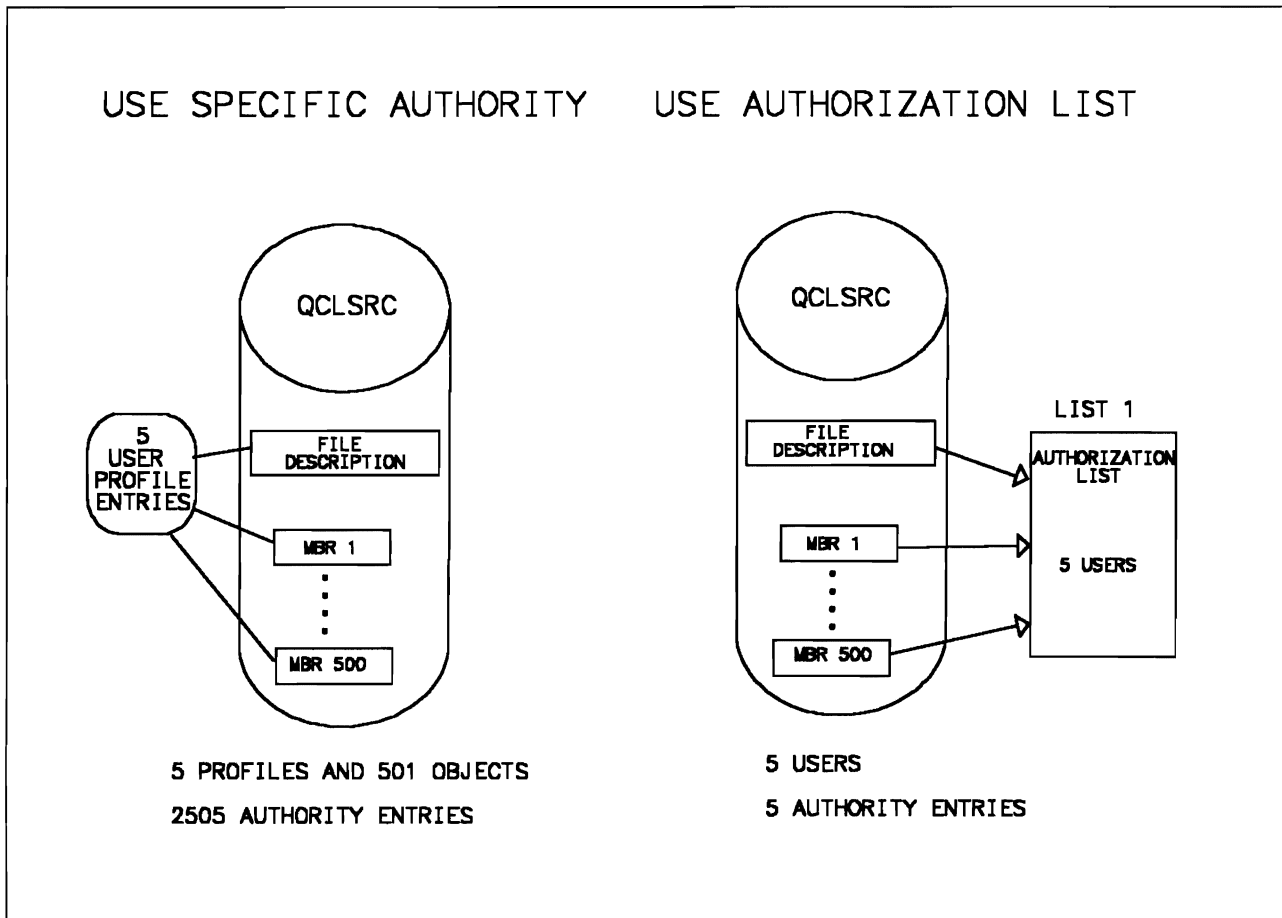 USE SPECIFIC AUTHORITY
QCLSRC
5
USER
PROFILE
ENTRIES
FILE
DESCRIPTION
MBR 1
MBR 500
5 PROFILES AND 501 OBJECTS
2505 AUTHORITY ENTRIES
USE AUTHORIZATION LIST
QCLSRC
FILE
DESCRIPTION
MBR 1
MBR 500
LIST 1
AUTHORIZATION
LIST
5 USERS
5 USERS
5 AUTHORITY ENTRIES